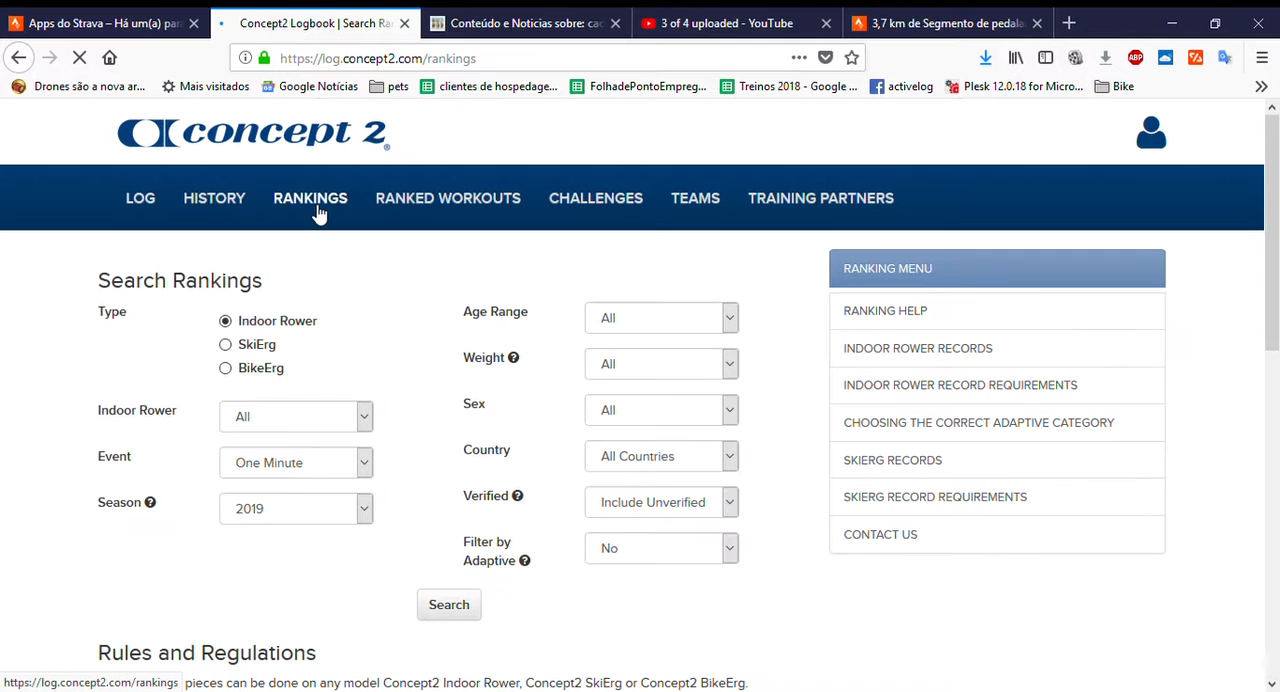 Apps do Strava – Há um(a) para
Concept2 Logbook | Search Ra
Conteúdo e Noticias sobre: ca
3 of 4 uploaded - YouTube
3,7 km de Segmento de pedala
https://log.concept2.com/rankings
ABP
Drones são a nova ar...
Mais visitados
Google Notícias
pets
clientes de hospedage...
FolhadePontoEmpreg...
Treinos 2018 - Google ...
activelog
Plesk 12.0.18 for Micro...
Bike
concept 2
LOG
HISTORY
RANKINGS
RANKED WORKOUTS
CHALLENGES
TEAMS
TRAINING PARTNERS
Search Rankings
Type
Indoor Rower
SkiErg
BikeErg
Indoor Rower
All
Event
One Minute
Season
2019
Age Range
All
Weight
All
Sex
All
Country
All Countries
Verified
Include Unverified
Filter by
Adaptive
No
Search
RANKING MENU
RANKING HELP
INDOOR ROWER RECORDS
INDOOR ROWER RECORD REQUIREMENTS
CHOOSING THE CORRECT ADAPTIVE CATEGORY
SKIERG RECORDS
SKIERG RECORD REQUIREMENTS
CONTACT US
Rules and Regulations
https://log.concept2.com/rankings
pieces can be done on any model Concept2 Indoor Rower, Concept2 SkiErg or Concept2 BikeErg.